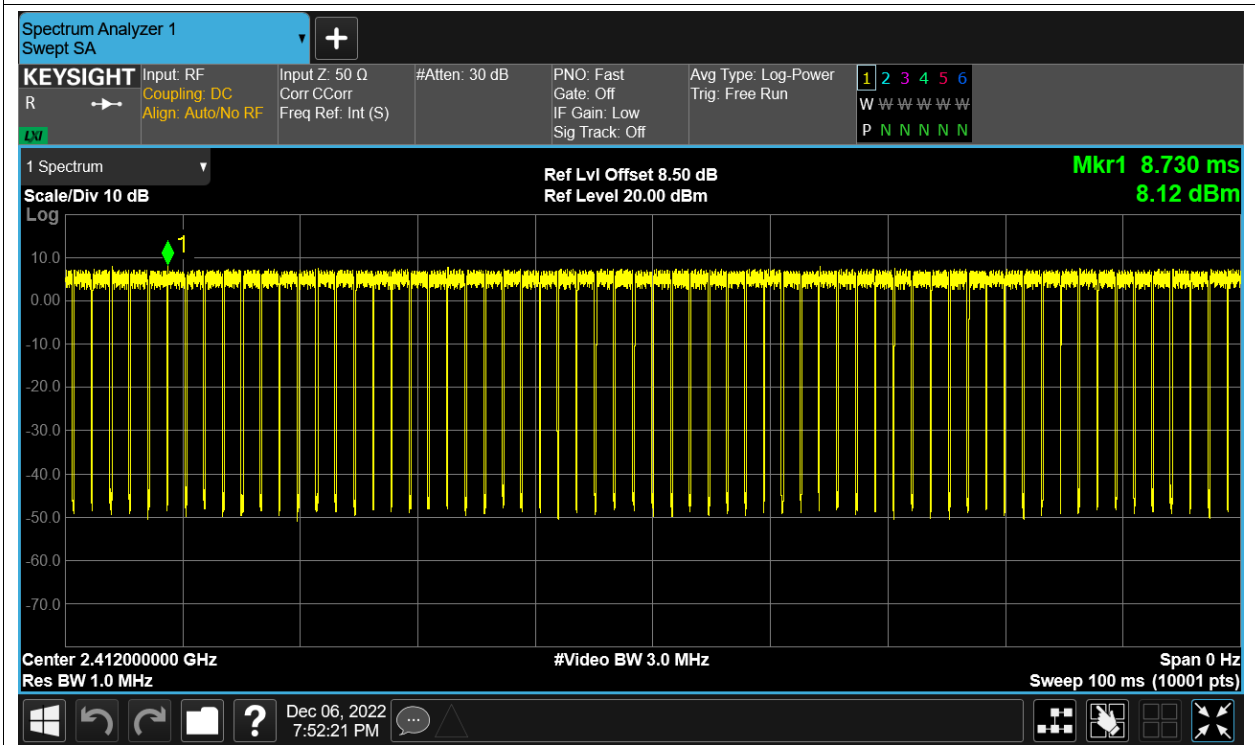 Spectrum Analyzer 1
Swept SA
KEYSIGHT Input: RF Input Z: 50 Ω #Atten: 30 dB PNO: Fast Avg Type: Log-Power 1 2 3 4 5 6
R Coupling: DC Corr CCorr Gate: Off Trig: Free Run W W W W W W
Align: Auto/No RF Freq Ref: Int (S) IF Gain: Low
LXI Sig Track: Off P N N N N N
1 Spectrum Ref Lvl Offset 8.50 dB Mkr1 8.730 ms
Scale/Div 10 dB Ref Level 20.00 dBm 8.12 dBm
Log
1
10.0
0.00
-10.0
-20.0
-30.0
-40.0
-50.0
-60.0
-70.0
Center 2.412000000 GHz #Video BW 3.0 MHz Span 0 Hz
Res BW 1.0 MHz Sweep 100 ms (10001 pts)
? Dec 06, 2022
7:52:21 PM